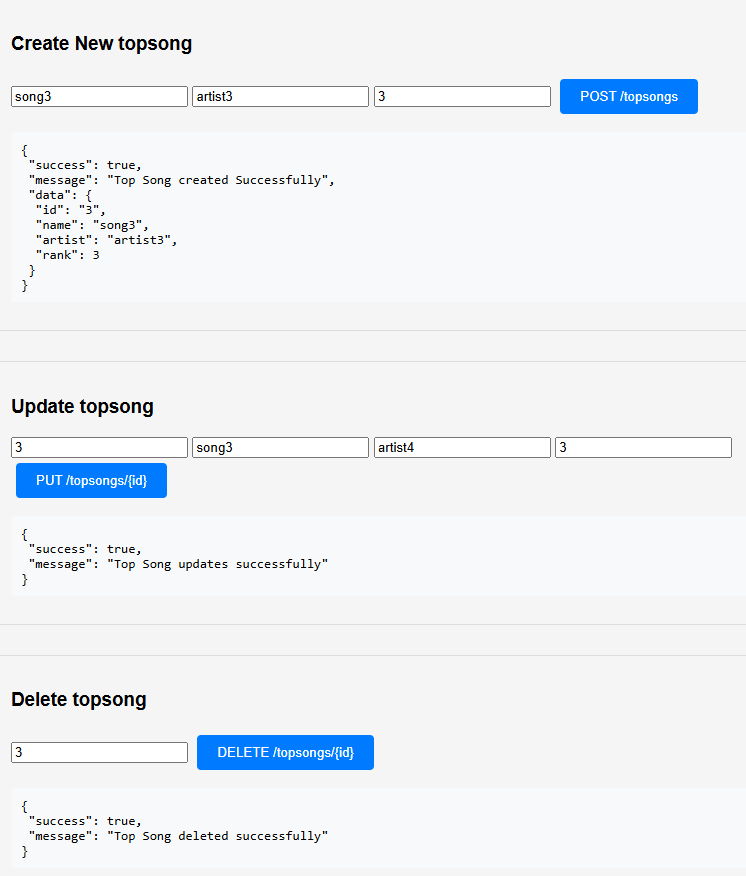 Create New topsong
song3 artist3 3 POST /topsongs
{
"success": true,
"message": "Top Song created Successfully",
"data": {
"id": "3",
"name": "song3",
"artist": "artist3",
"rank": 3
}
}
Update topsong
3 song3 artist4 3
PUT /topsongs/{id}
{
"success": true,
"message": "Top Song updates successfully"
}
Delete topsong
3 DELETE /topsongs/{id}
{
"success": true,
"message": "Top Song deleted successfully"
}